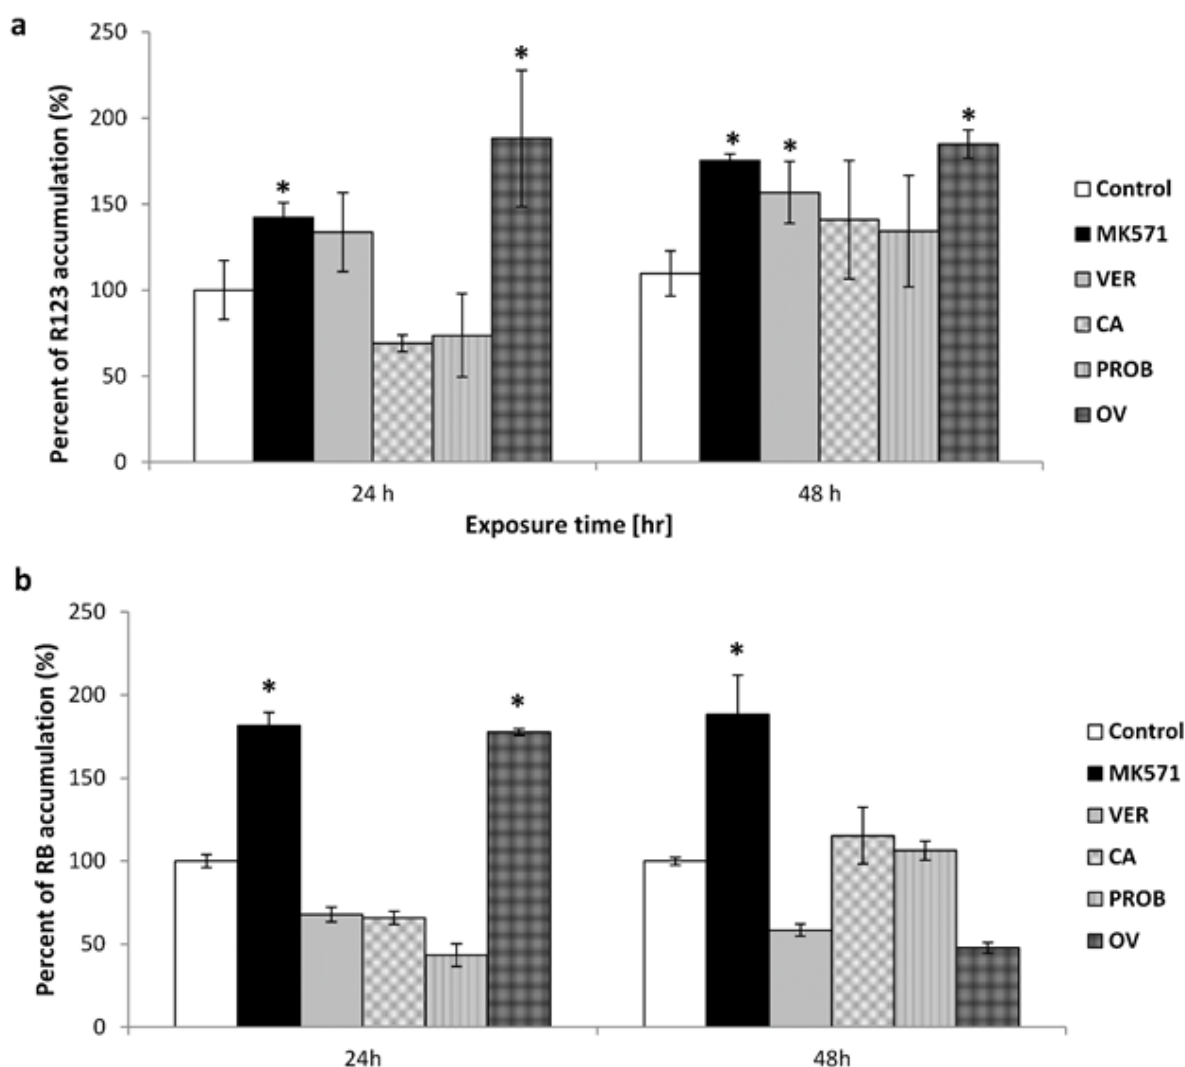 a
Percent of R123 accumulation (%)
250
200
150
100
50
0
*
*
*
*
*
24 h
48 h
Exposure time [hr]
Control
MK571
VER
CA
PROB
OV
b
Percent of RB accumulation (%)
250
200
150
100
50
0
*
*
*
24h
48h
Control
MK571
VER
CA
PROB
OV